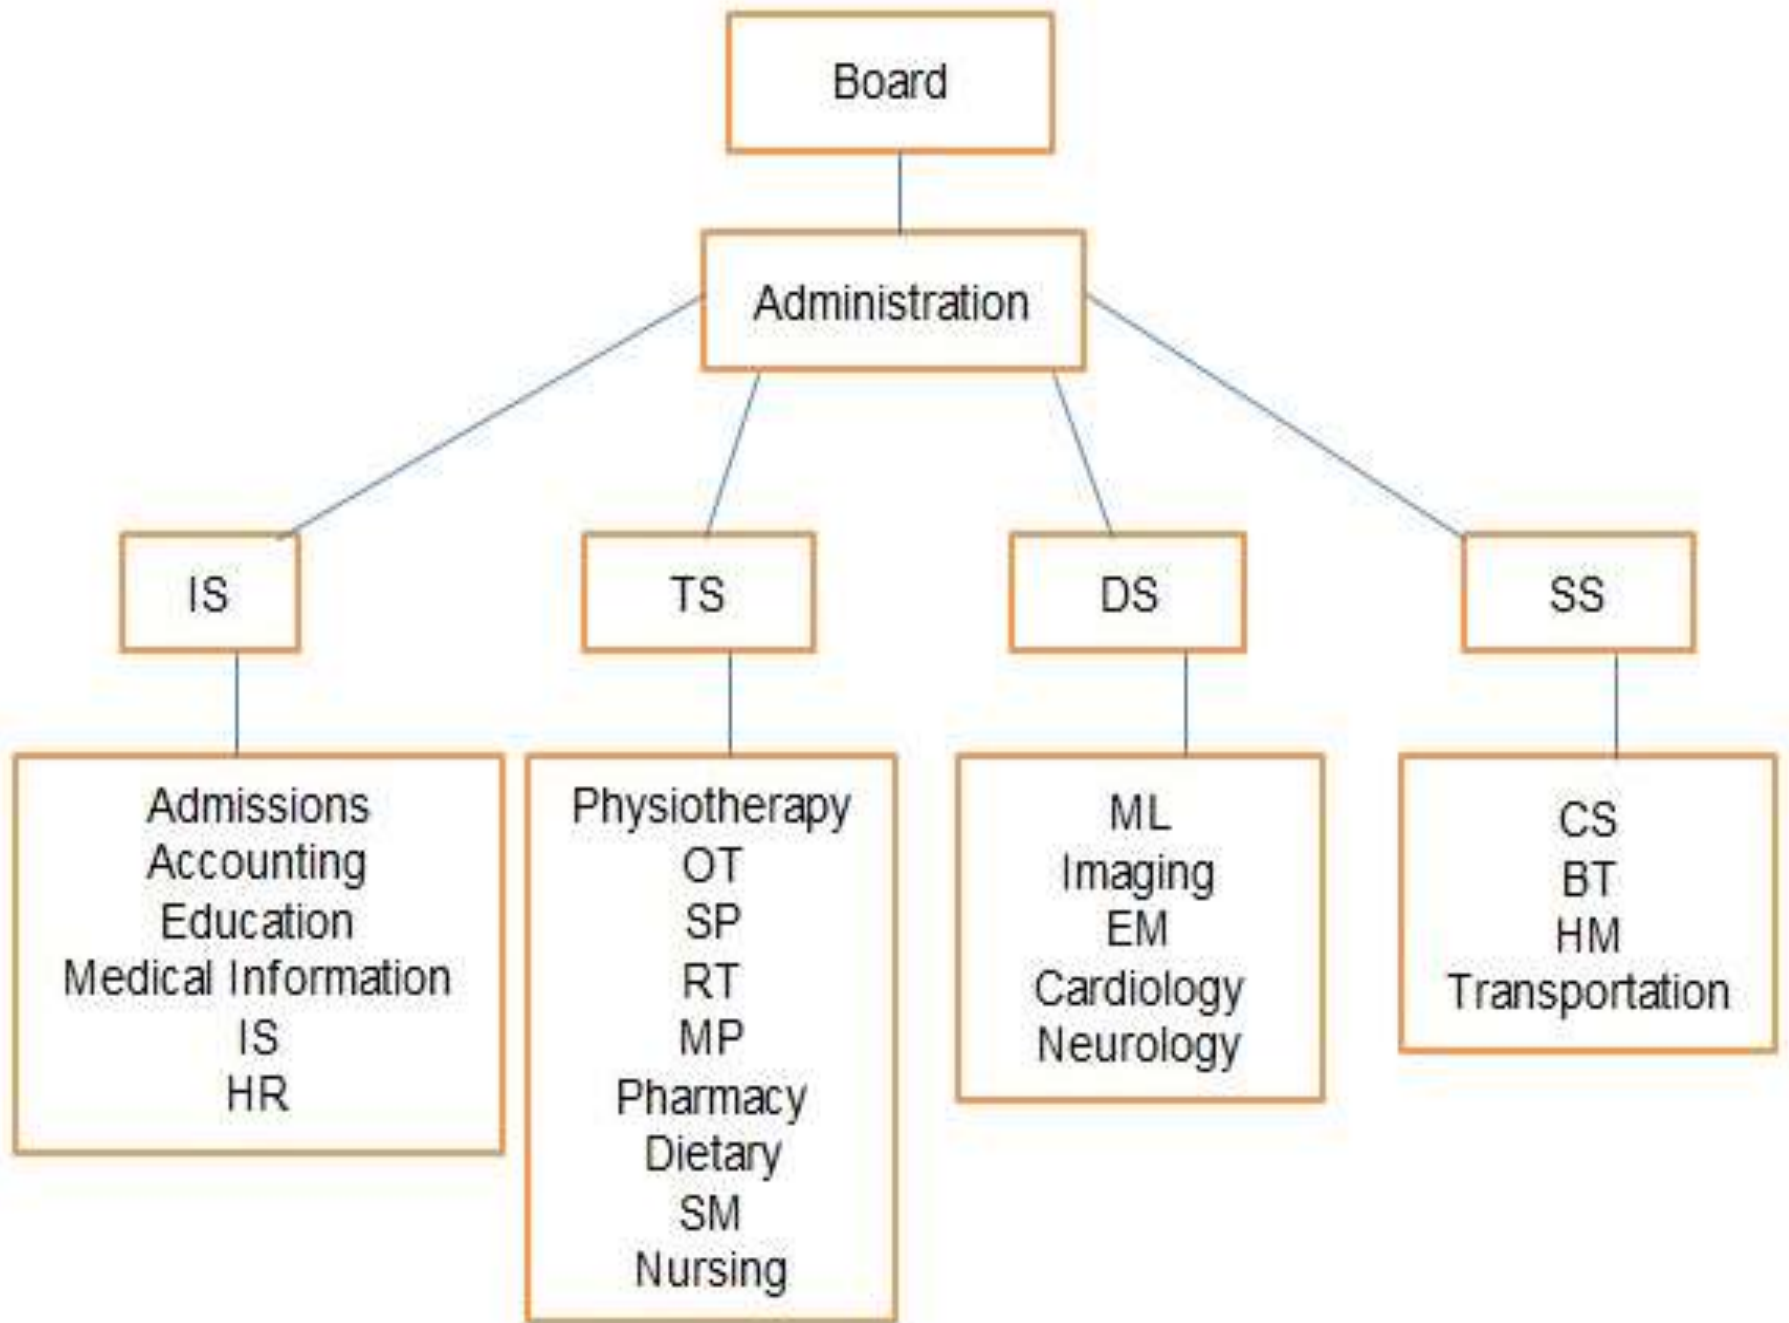 Board
Administration
IS
TS
DS
SS
Admissions
Accounting
Education
Medical Information
IS
HR
Physiotherapy
OT
SP
RT
MP
Pharmacy
Dietary
SM
Nursing
ML
Imaging
EM
Cardiology
Neurology
CS
BT
HM
Transportation